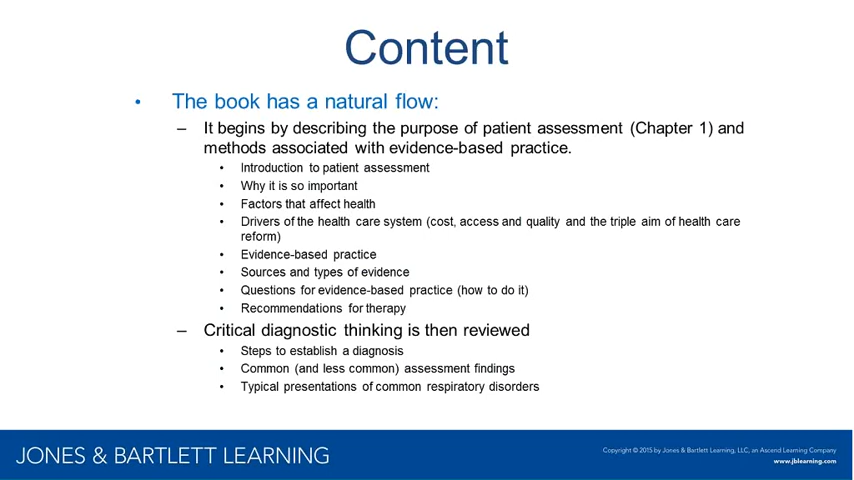 Content
• The book has a natural flow:
– It begins by describing the purpose of patient assessment (Chapter 1) and
methods associated with evidence-based practice.
• Introduction to patient assessment
• Why it is so important
• Factors that affect health
• Drivers of the health care system (cost, access and quality and the triple aim of health care
reform)
• Evidence-based practice
• Sources and types of evidence
• Questions for evidence-based practice (how to do it)
• Recommendations for therapy
– Critical diagnostic thinking is then reviewed
• Steps to establish a diagnosis
• Common (and less common) assessment findings
• Typical presentations of common respiratory disorders
JONES & BARTLETT LEARNING
Copyright © 2015 by Jones & Bartlett Learning, LLC, an Ascend Learning Company
www.jblearning.com